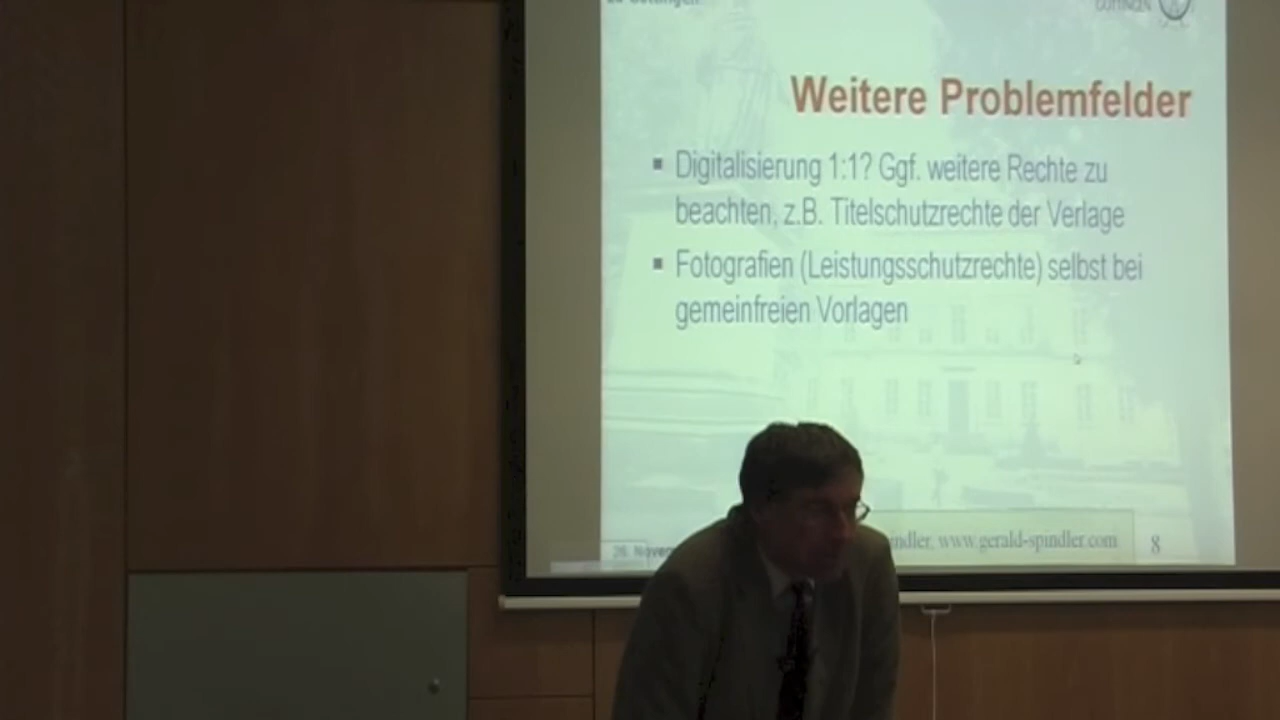 Weitere Problemfelder
Digitalisierung 1:1? Ggf. weitere Rechte zu
beachten, z.B. Titelschutzrechte der Verlage
Fotografien (Leistungsschutzrechte) selbst bei
gemeinfreien Vorlagen
www.gerald-spindler.com
8